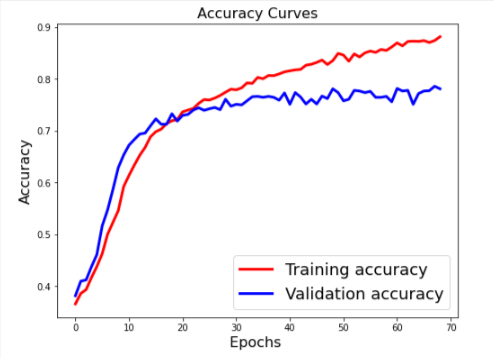 Accuracy Curves
0.9
0.8
0.7
0.6
0.5
0.4
Accuracy
Training accuracy
Validation accuracy
0 10 20 30 40 50 60 70
Epochs